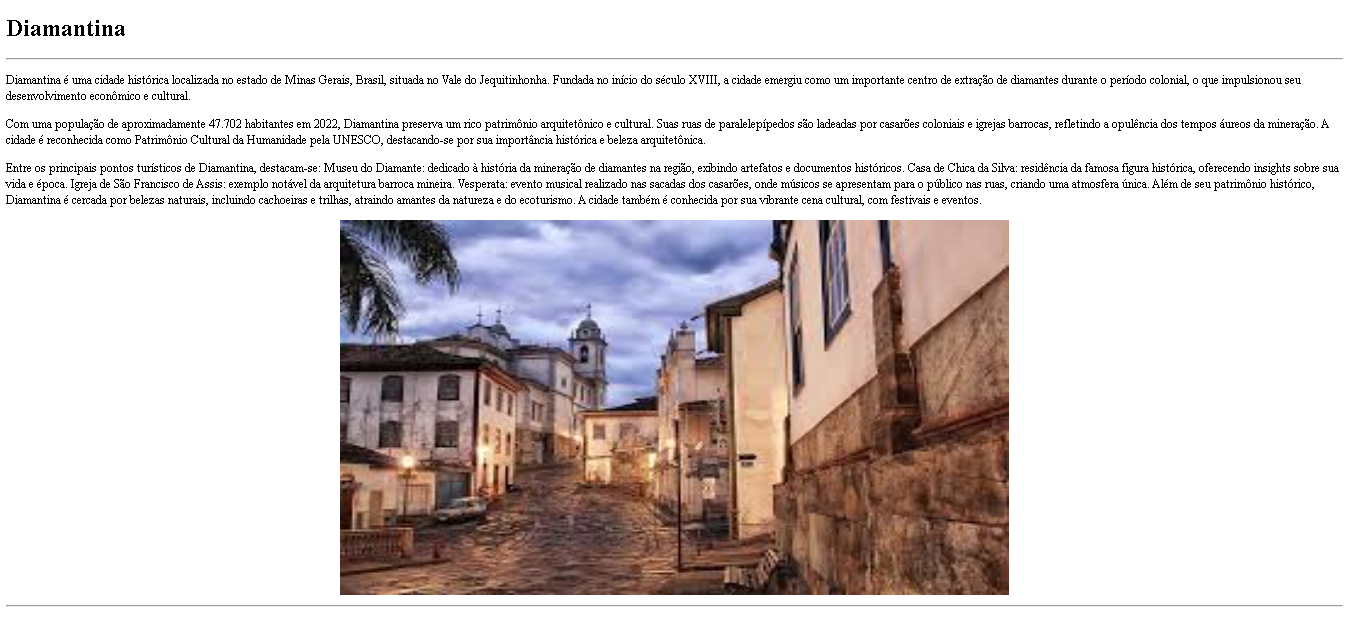 Diamantina
Diamantina é uma cidade histórica localizada no estado de Minas Gerais, Brasil, situada no Vale do Jequitinhonha. Fundada no início do século XVIII, a cidade emergiu como um importante centro de extração de diamantes durante o período colonial, o que impulsionou seu
desenvolvimento econômico e cultural.
Com uma população de aproximadamente 47.702 habitantes em 2022, Diamantina preserva um rico patrimônio arquitetônico e cultural. Suas ruas de paralelepípedos são ladeadas por casarões coloniais e igrejas barrocas, refletindo a opulência dos tempos áureos da mineração. A
cidade é reconhecida como Patrimônio Cultural da Humanidade pela UNESCO, destacando-se por sua importância histórica e beleza arquitetônica.
Entre os principais pontos turísticos de Diamantina, destacam-se: Museu do Diamante: dedicado à história da mineração de diamantes na região, exibindo artefatos e documentos históricos. Casa de Chica da Silva: residência da famosa figura histórica, oferecendo insights sobre sua
vida e época. Igreja de São Francisco de Assis: exemplo notável da arquitetura barroca mineira. Vesperata: evento musical realizado nas sacadas dos casarões, onde músicos se apresentam para o público nas ruas, criando uma atmosfera única. Além de seu patrimônio histórico,
Diamantina é cercada por belezas naturais, incluindo cachoeiras e trilhas, atraindo amantes da natureza e do ecoturismo. A cidade também é conhecida por sua vibrante cena cultural, com festivais e eventos.